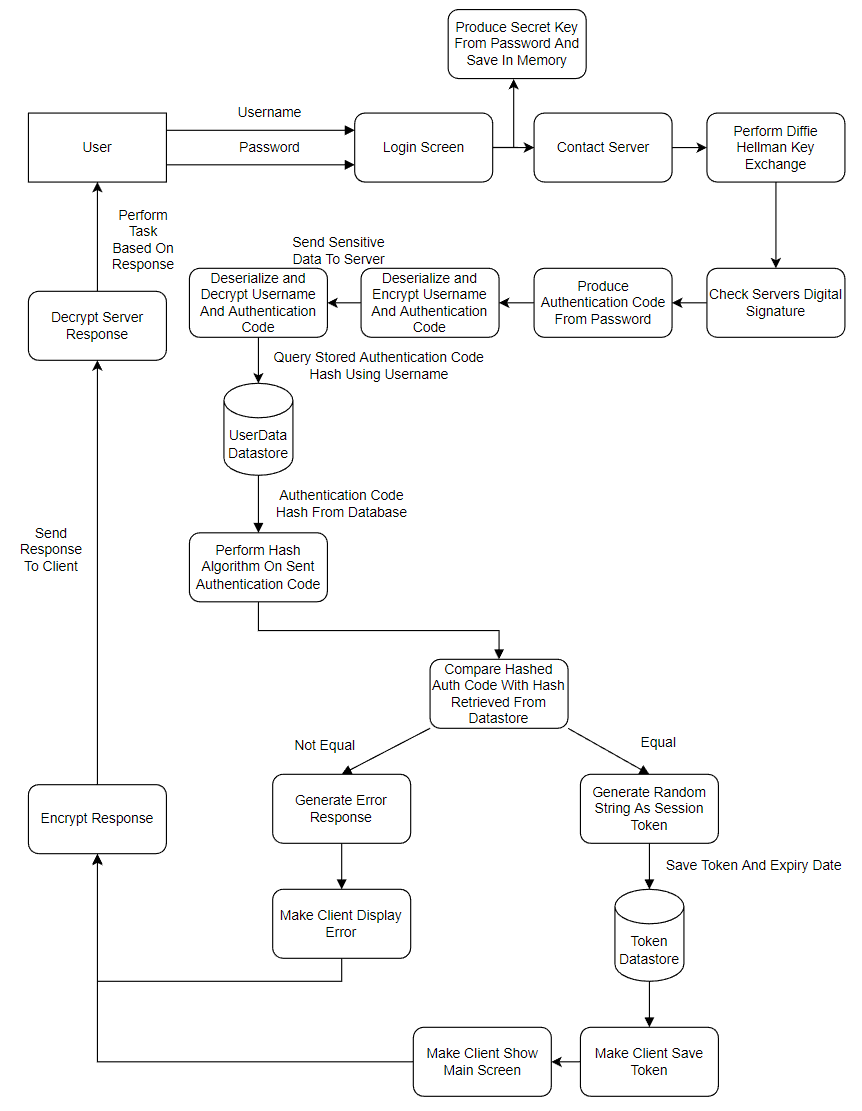 Produce Secret Key
From Password And
Save In Memory
Username
User
Password
Login Screen
Contact Server
Perform Diffie
Hellman Key
Exchange
Perform
Task
Based On
Response
Send Sensitive
Data To Server
Deserialize and
Decrypt Username
And Authentication
Code
Deserialize and
Encrypt Username
And Authentication
Code
Produce
Authentication Code
From Password
Check Servers Digital
Signature
Decrypt Server
Response
Query Stored Authentication Code
Hash Using Username
UserData
Datastore
Authentication Code
Hash From Database
Send
Response
To Client
Perform Hash
Algorithm On Sent
Authentication Code
Compare Hashed
Auth Code With Hash
Retrieved From
Datastore
Not Equal
Equal
Encrypt Response
Generate Error
Response
Generate Random
String As Session
Token
Save Token And Expiry Date
Make Client Display
Error
Token
Datastore
Make Client Show
Main Screen
Make Client Save
Token